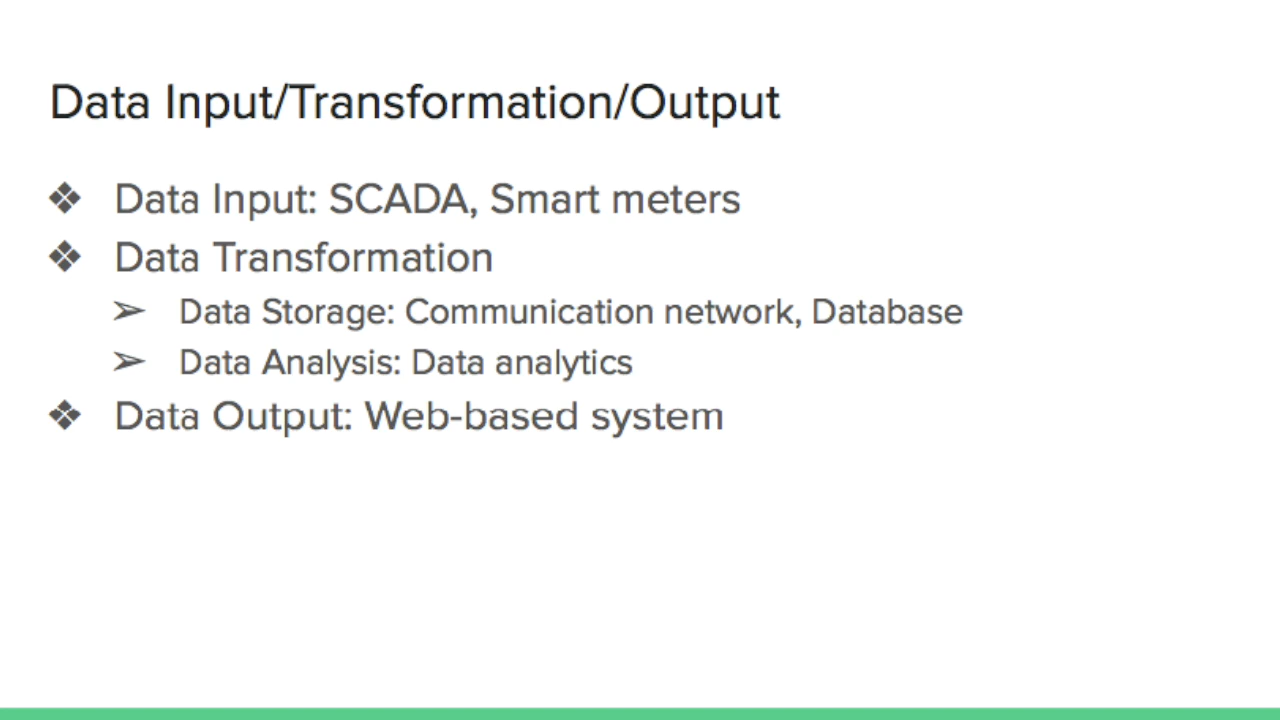 Data Input/Transformation/Output
❖ Data Input: SCADA, Smart meters
❖ Data Transformation
➢ Data Storage: Communication network, Database
➢ Data Analysis: Data analytics
❖ Data Output: Web-based system